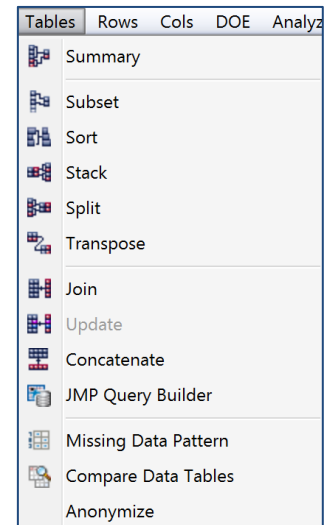 Tables Rows Cols DOE Analyz
Summary
Subset
Sort
Stack
Split
Transpose
Join
Update
Concatenate
JMP Query Builder
Missing Data Pattern
Compare Data Tables
Anonymize